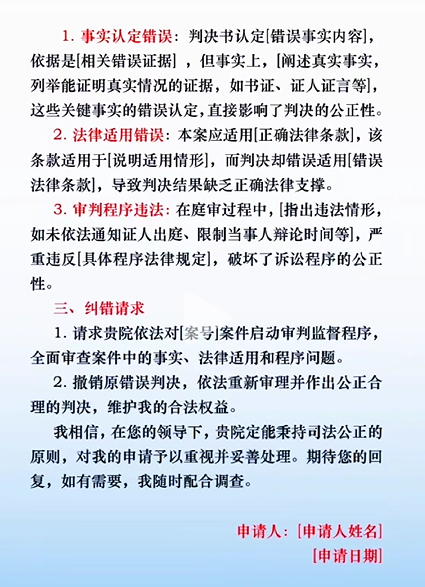 1. 事实认定错误：判决书认定[错误事实内容]，
依据是[相关错误证据]，但事实上，[阐述真实事实，
列举能证明真实情况的证据，如书证、证人证言等]，
这些关键事实的错误认定，直接影响了判决的公正性。
2. 法律适用错误：本案应适用[正确法律条款]，该
条款适用于[说明适用情形]，而判决却错误适用[错误
法律条款]，导致判决结果缺乏正确法律支撑。
3. 审判程序违法：在庭审过程中，[指出违法情形，
如未依法通知证人出庭、限制当事人辩论时间等]，严
重违反[具体程序法律规定]，破坏了诉讼程序的公正
性。
三、纠错请求
1. 请求贵院依法对[案号]案件启动审判监督程序，
全面审查案件中的事实、法律适用和程序问题。
2. 撤销原错误判决，依法重新审理并作出公正合
理的判决，维护我的合法权益。
我相信，在您的领导下，贵院定能秉持司法公正的
原则，对我的申请予以重视并妥善处理。期待您的回
复，如有需要，我随时配合调查。
申请人：[申请人姓名]
[申请日期]